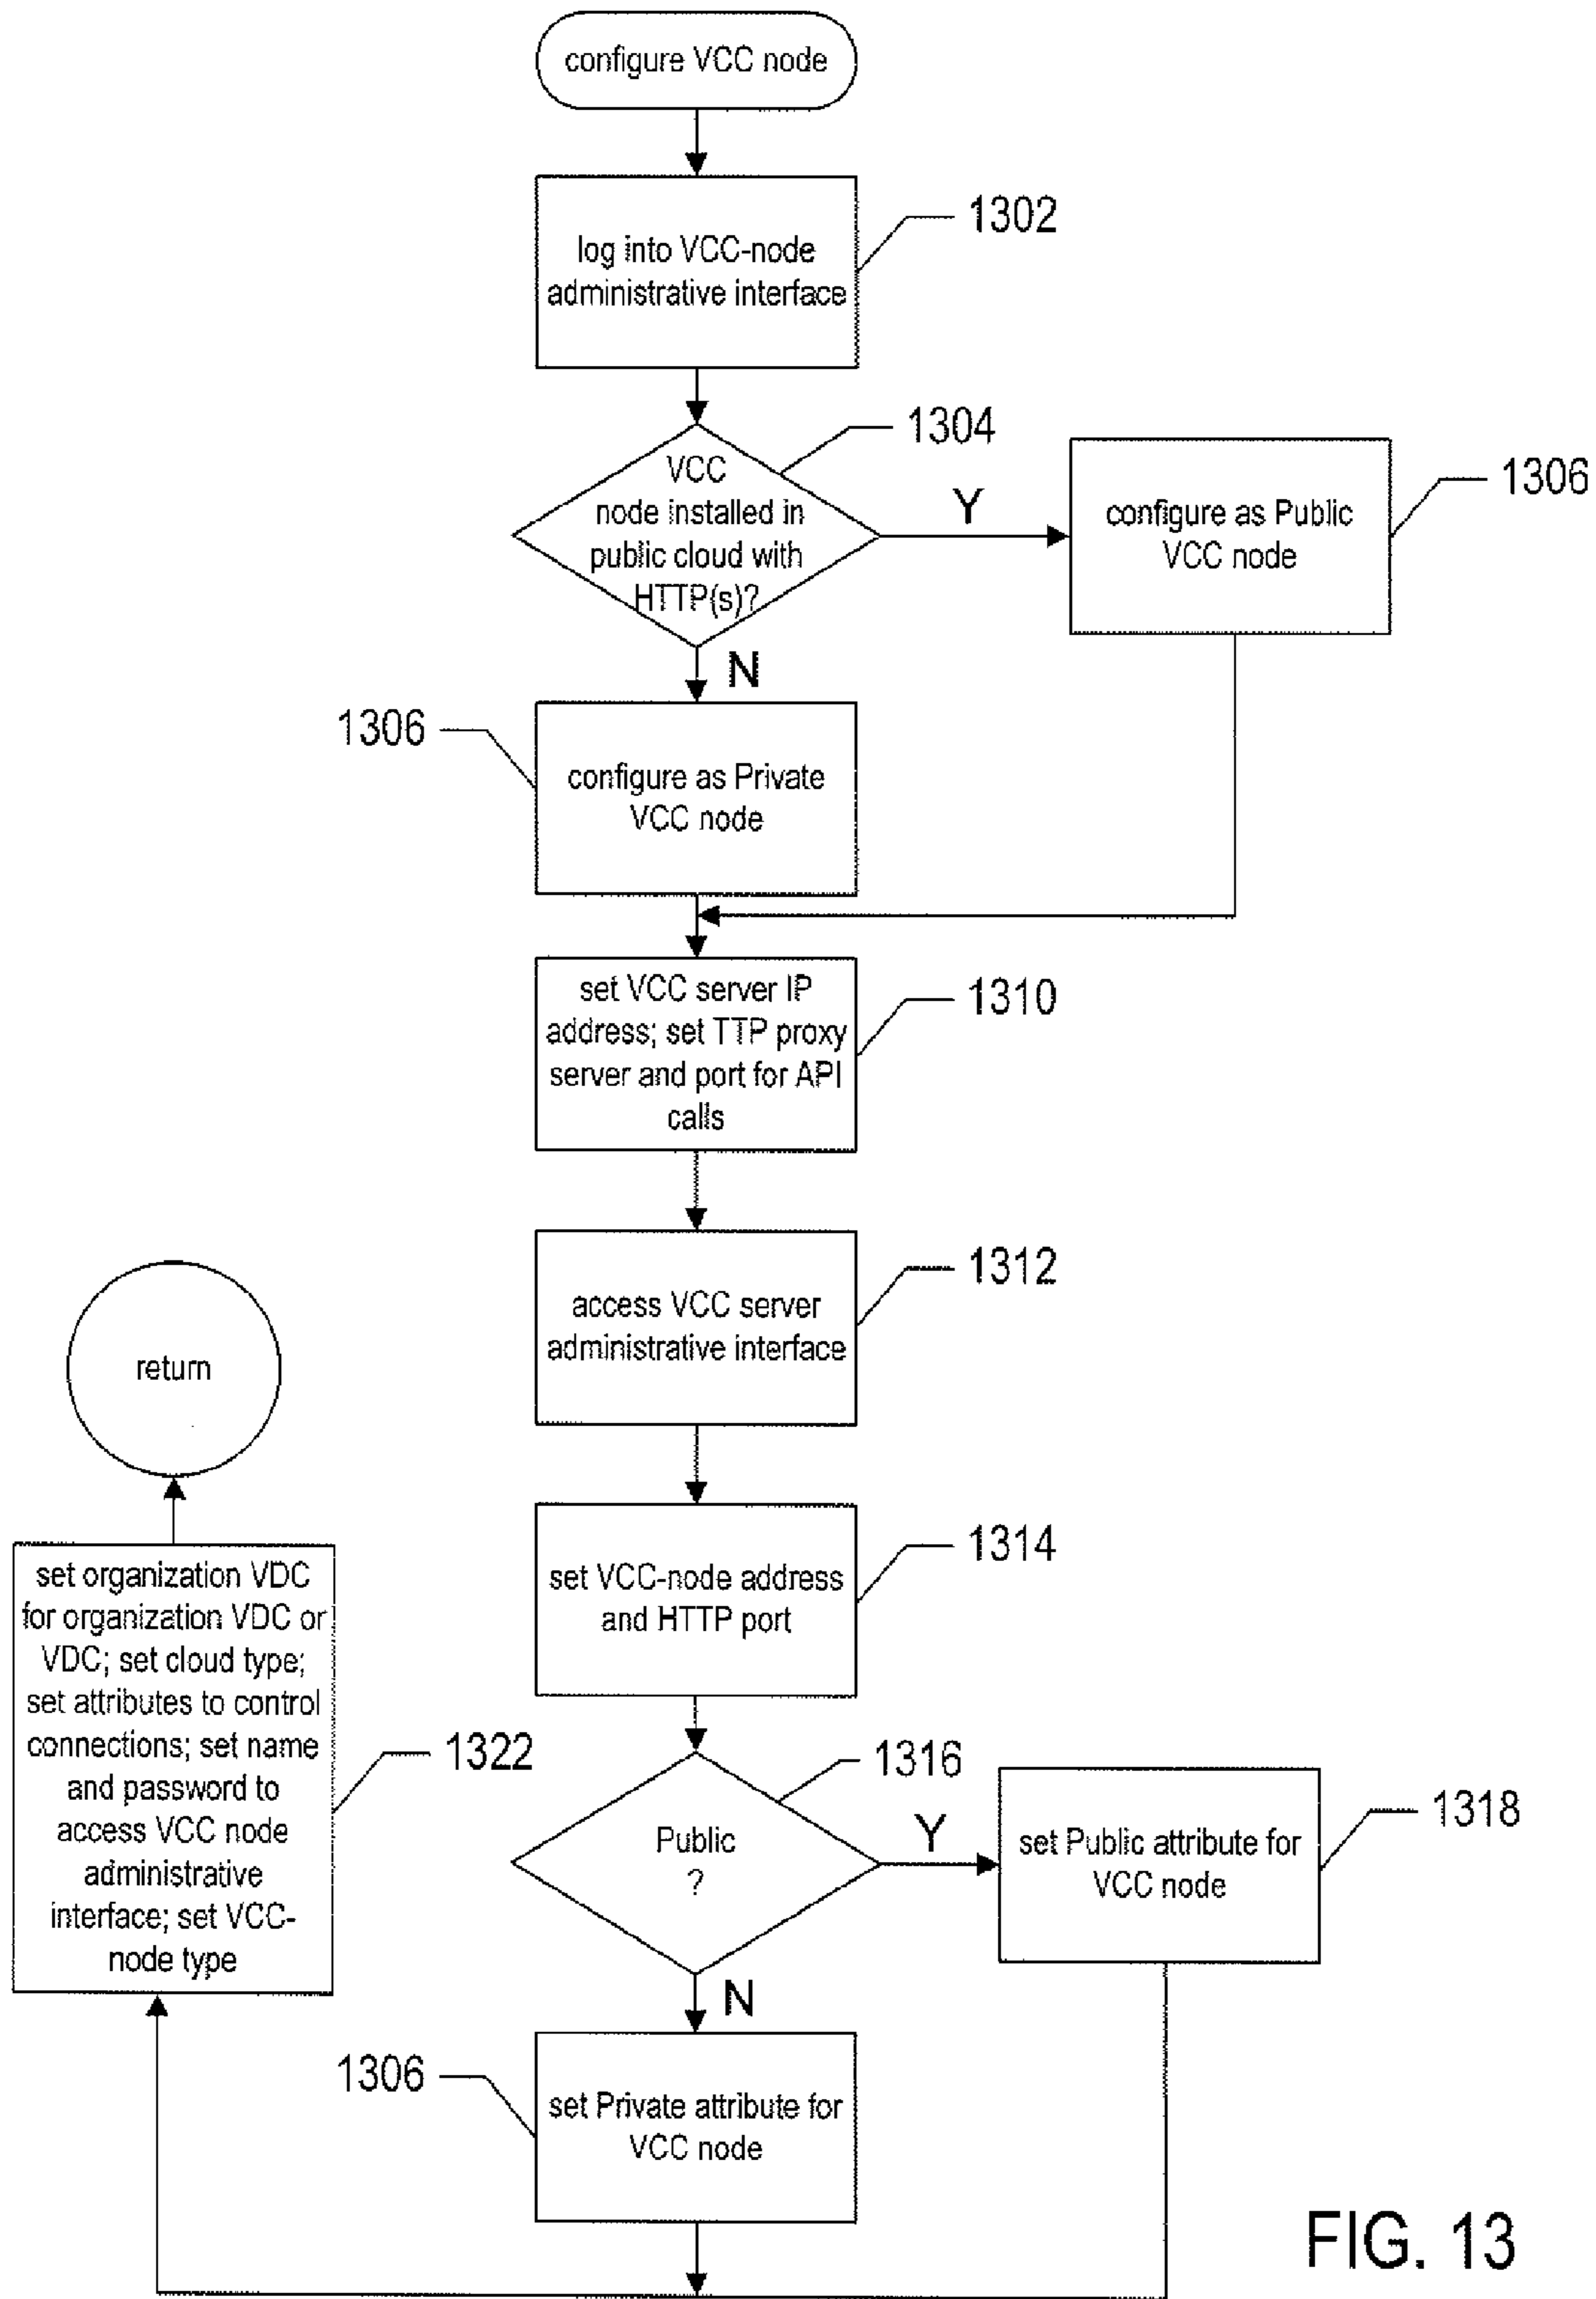 configure VCC node
log into VCC-node
administrative interface
1302
VCC
node installed in
public cloud with
HTTP(s)?
1304
Y
configure as Public
VCC node
1306
N
1306
configure as Private
VCC node
set VCC server IP
address; set TTP proxy
server and port for API
calls
1310
access VCC server
administrative interface
1312
set VCC-node address
and HTTP port
1314
Public
?
1316
Y
set Public attribute for
VCC node
1318
N
1306
set Private attribute for
VCC node
set organization VDC
for organization VDC or
VDC; set cloud type;
set attributes to control
connections; set name
and password to
access VCC node
administrative
interface; set VCC-
node type
1322
return
FIG. 13